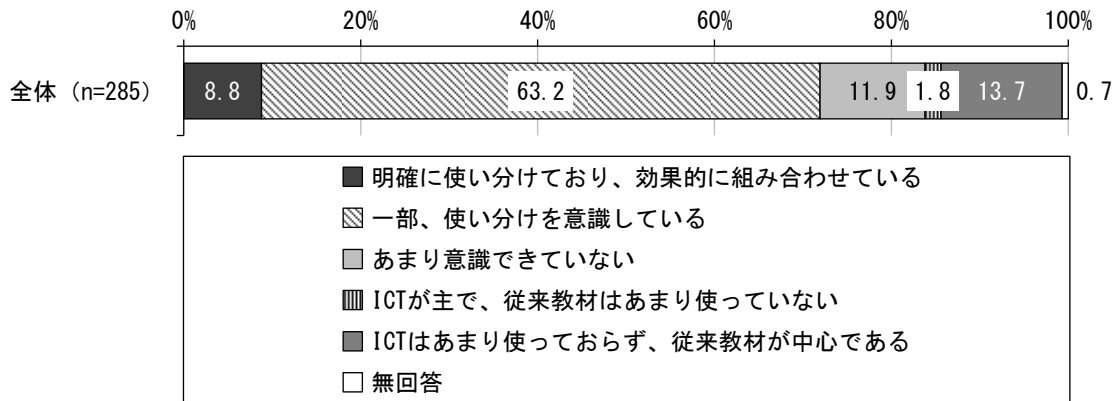 0% 20% 40% 60% 80% 100%
全体 (n=285) 8.8 63.2 11.9 1.8 13.7 0.7
明確に使い分けており、効果的に組み合わせている
一部、使い分けを意識している
あまり意識できていない
ICTが主で、従来教材はあまり使っていない
ICTはあまり使っておらず、従来教材が中心である
無回答